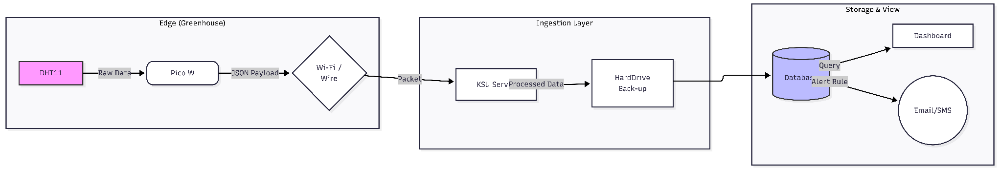 Edge (Greenhouse)
DHT11
Raw Data
Pico W
JSON Payload
Wi-Fi /
Wire
Packet
Ingestion Layer
KSU Serv
Processed Data
HardDrive
Back-up
Storage & View
Databas
Query
Alert Rule
Dashboard
Email/SMS